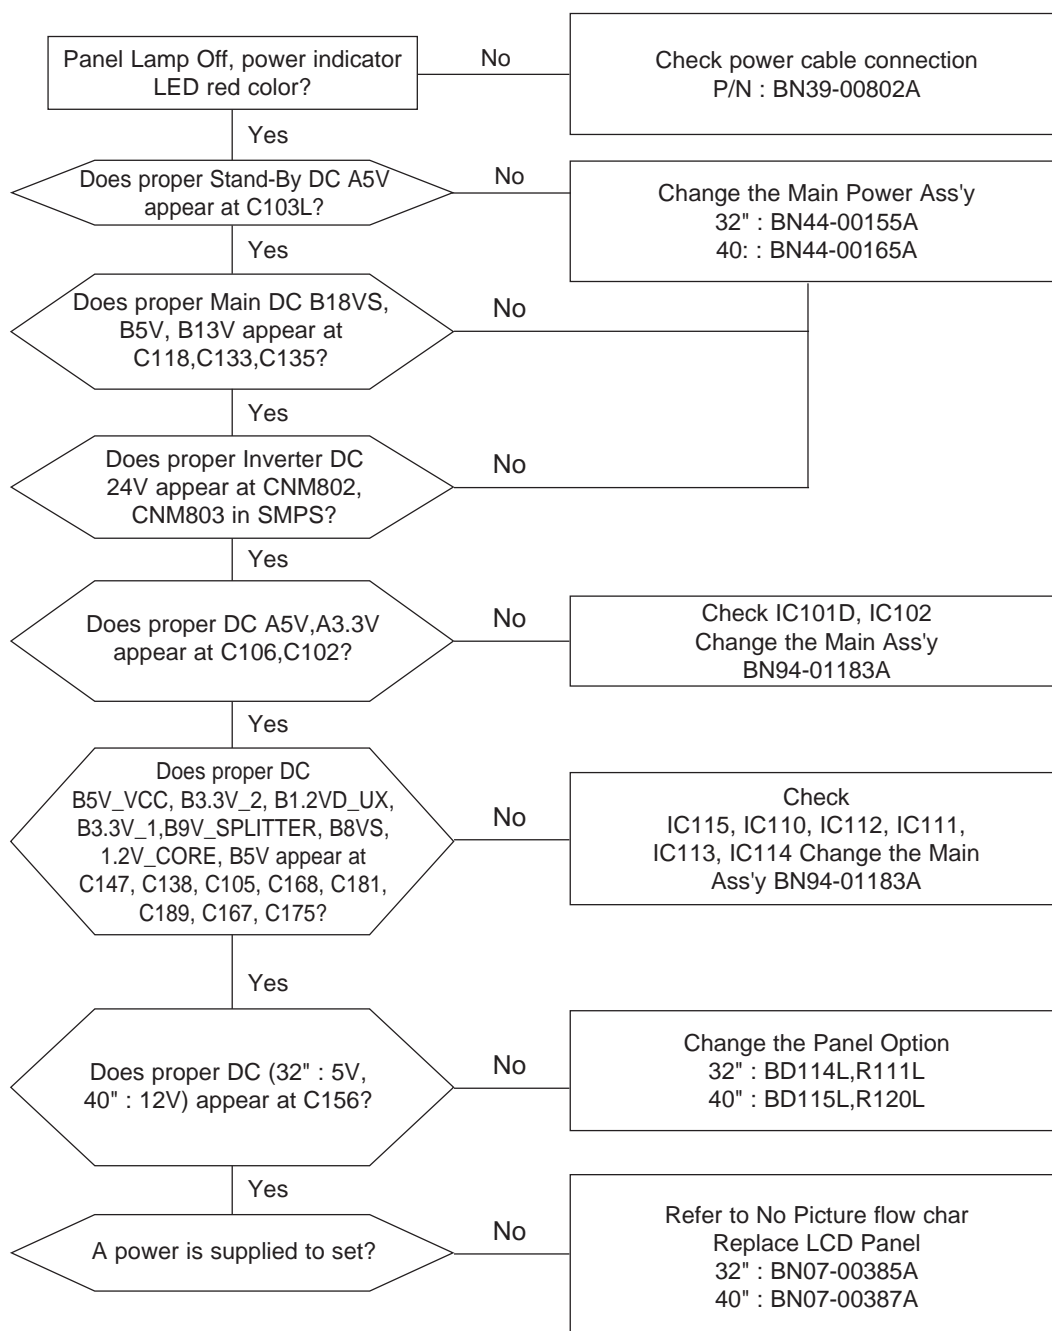 Panel Lamp Off, power indicator
LED red color?
No
Check power cable connection
P/N : BN39-00802A
Yes
Does proper Stand-By DC A5V
appear at C103L?
No
Change the Main Power Ass'y
32" : BN44-00155A
40: : BN44-00165A
Yes
Does proper Main DC B18VS,
B5V, B13V appear at
C118,C133,C135?
No
Yes
Does proper Inverter DC
24V appear at CNM802,
CNM803 in SMPS?
No
Yes
Does proper DC A5V,A3.3V
appear at C106,C102?
No
Check IC101D, IC102
Change the Main Ass'y
BN94-01183A
Yes
Does proper DC
B5V_VCC, B3.3V_2, B1.2VD_UX,
B3.3V_1,B9V_SPLITTER, B8VS,
1.2V_CORE, B5V appear at
C147, C138, C105, C168, C181,
C189, C167, C175?
No
Check
IC115, IC110, IC112, IC111,
IC113, IC114 Change the Main
Ass'y BN94-01183A
Yes
Does proper DC (32" : 5V,
40" : 12V) appear at C156?
No
Change the Panel Option
32" : BD114L,R111L
40" : BD115L,R120L
Yes
A power is supplied to set?
No
Refer to No Picture flow char
Replace LCD Panel
32" : BN07-00385A
40" : BN07-00387A